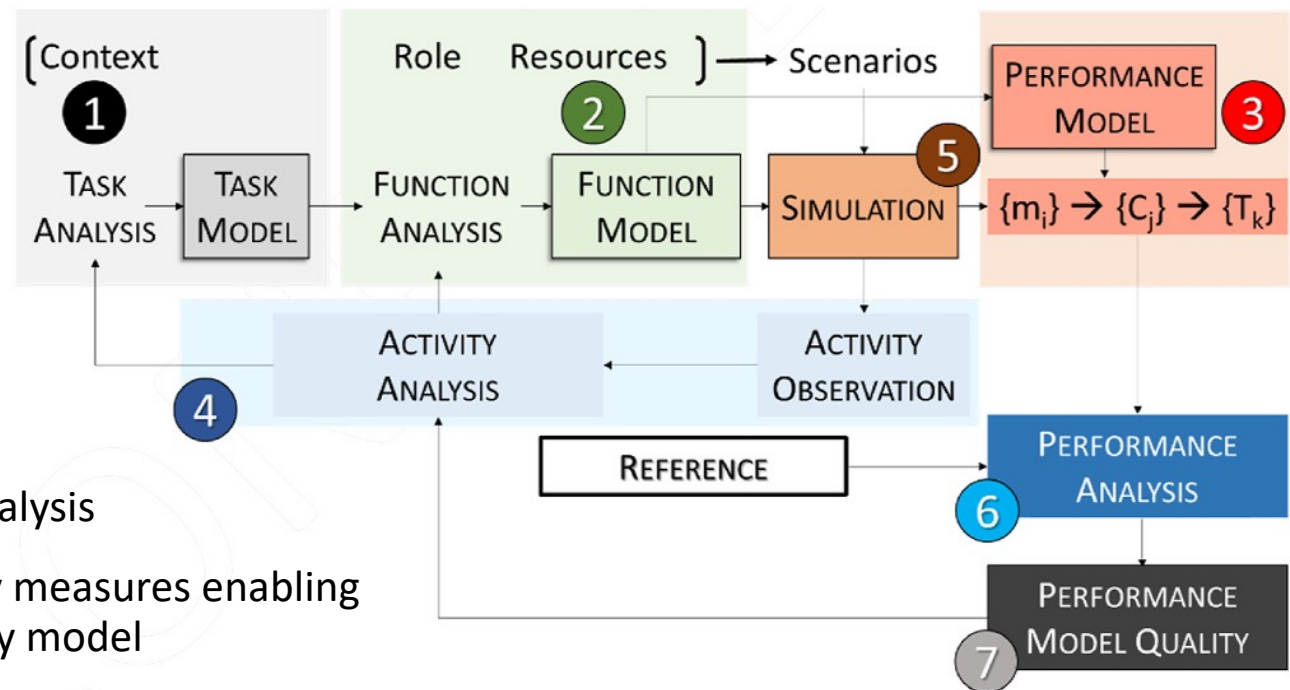 [Context
Role Resources ] → Scenarios
1
2
TASK
ANALYSIS
TASK
MODEL
FUNCTION
ANALYSIS
FUNCTION
MODEL
SIMULATION
5
PERFORMANCE
MODEL
3
{mᵢ} → {Cⱼ} → {Tₖ}
ACTIVITY
ANALYSIS
ACTIVITY
OBSERVATION
4
REFERENCE
PERFORMANCE
ANALYSIS
6
PERFORMANCE
MODEL QUALITY
7
alysis
measures enabling
model